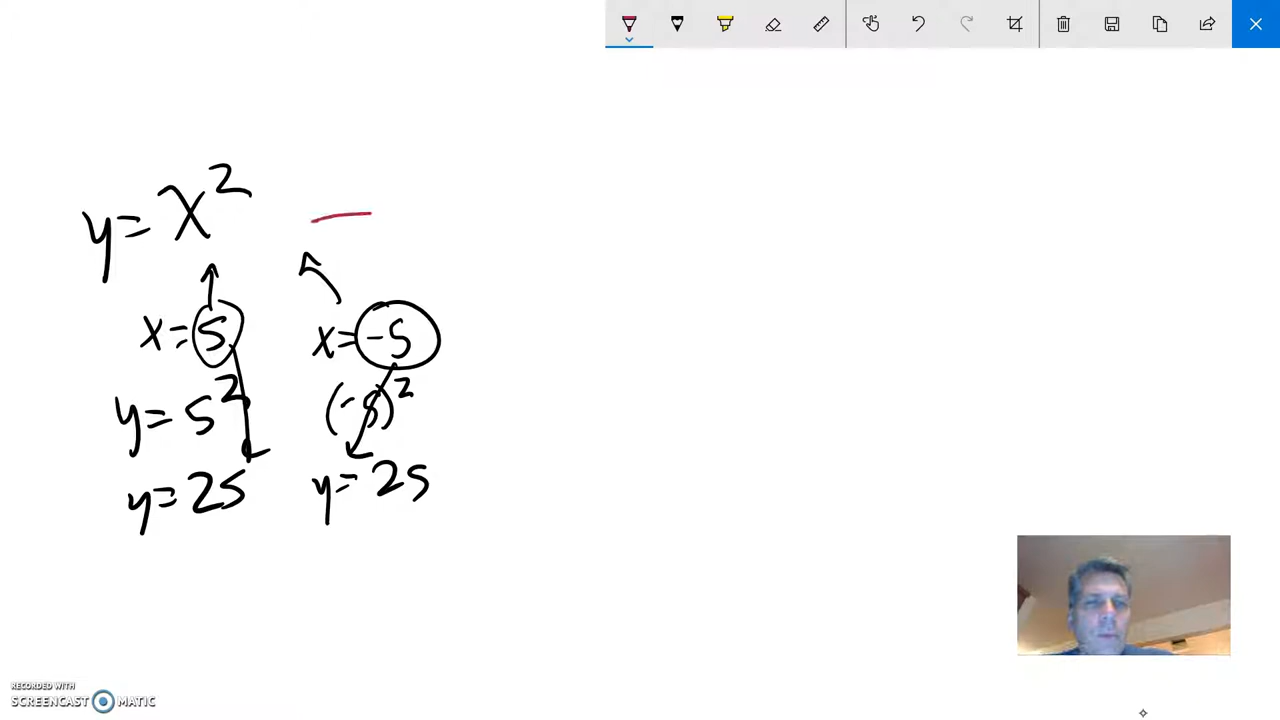 y = x²
x = 5
x = -5
y = 5²
(-5)²
y = 25
y = 25
RECORDED WITH
SCREENCAST MATIC